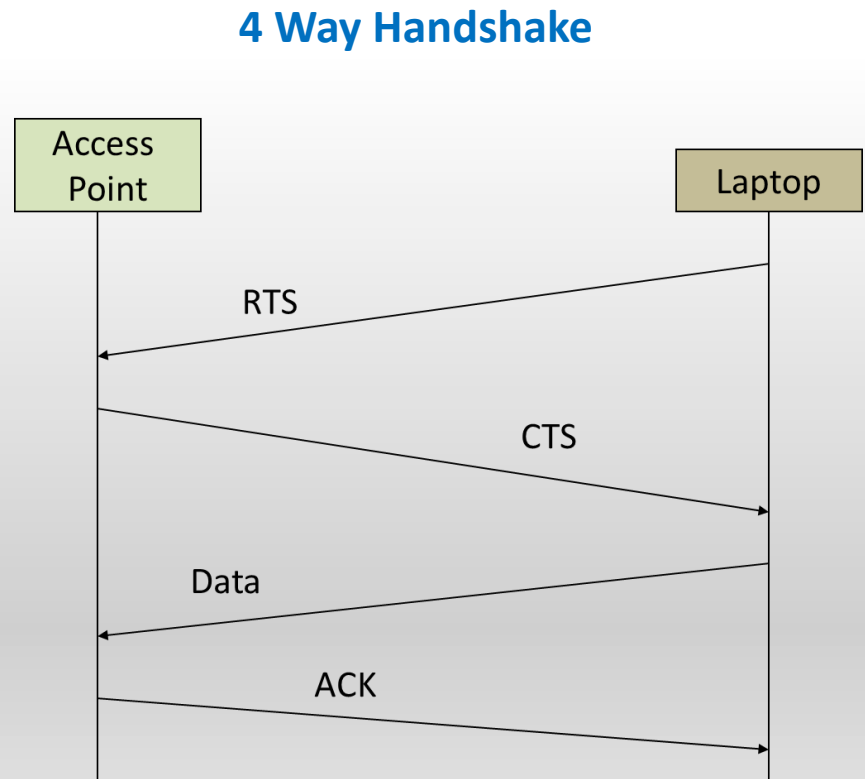 4 Way Handshake
Access
Point
Laptop
RTS
CTS
Data
ACK